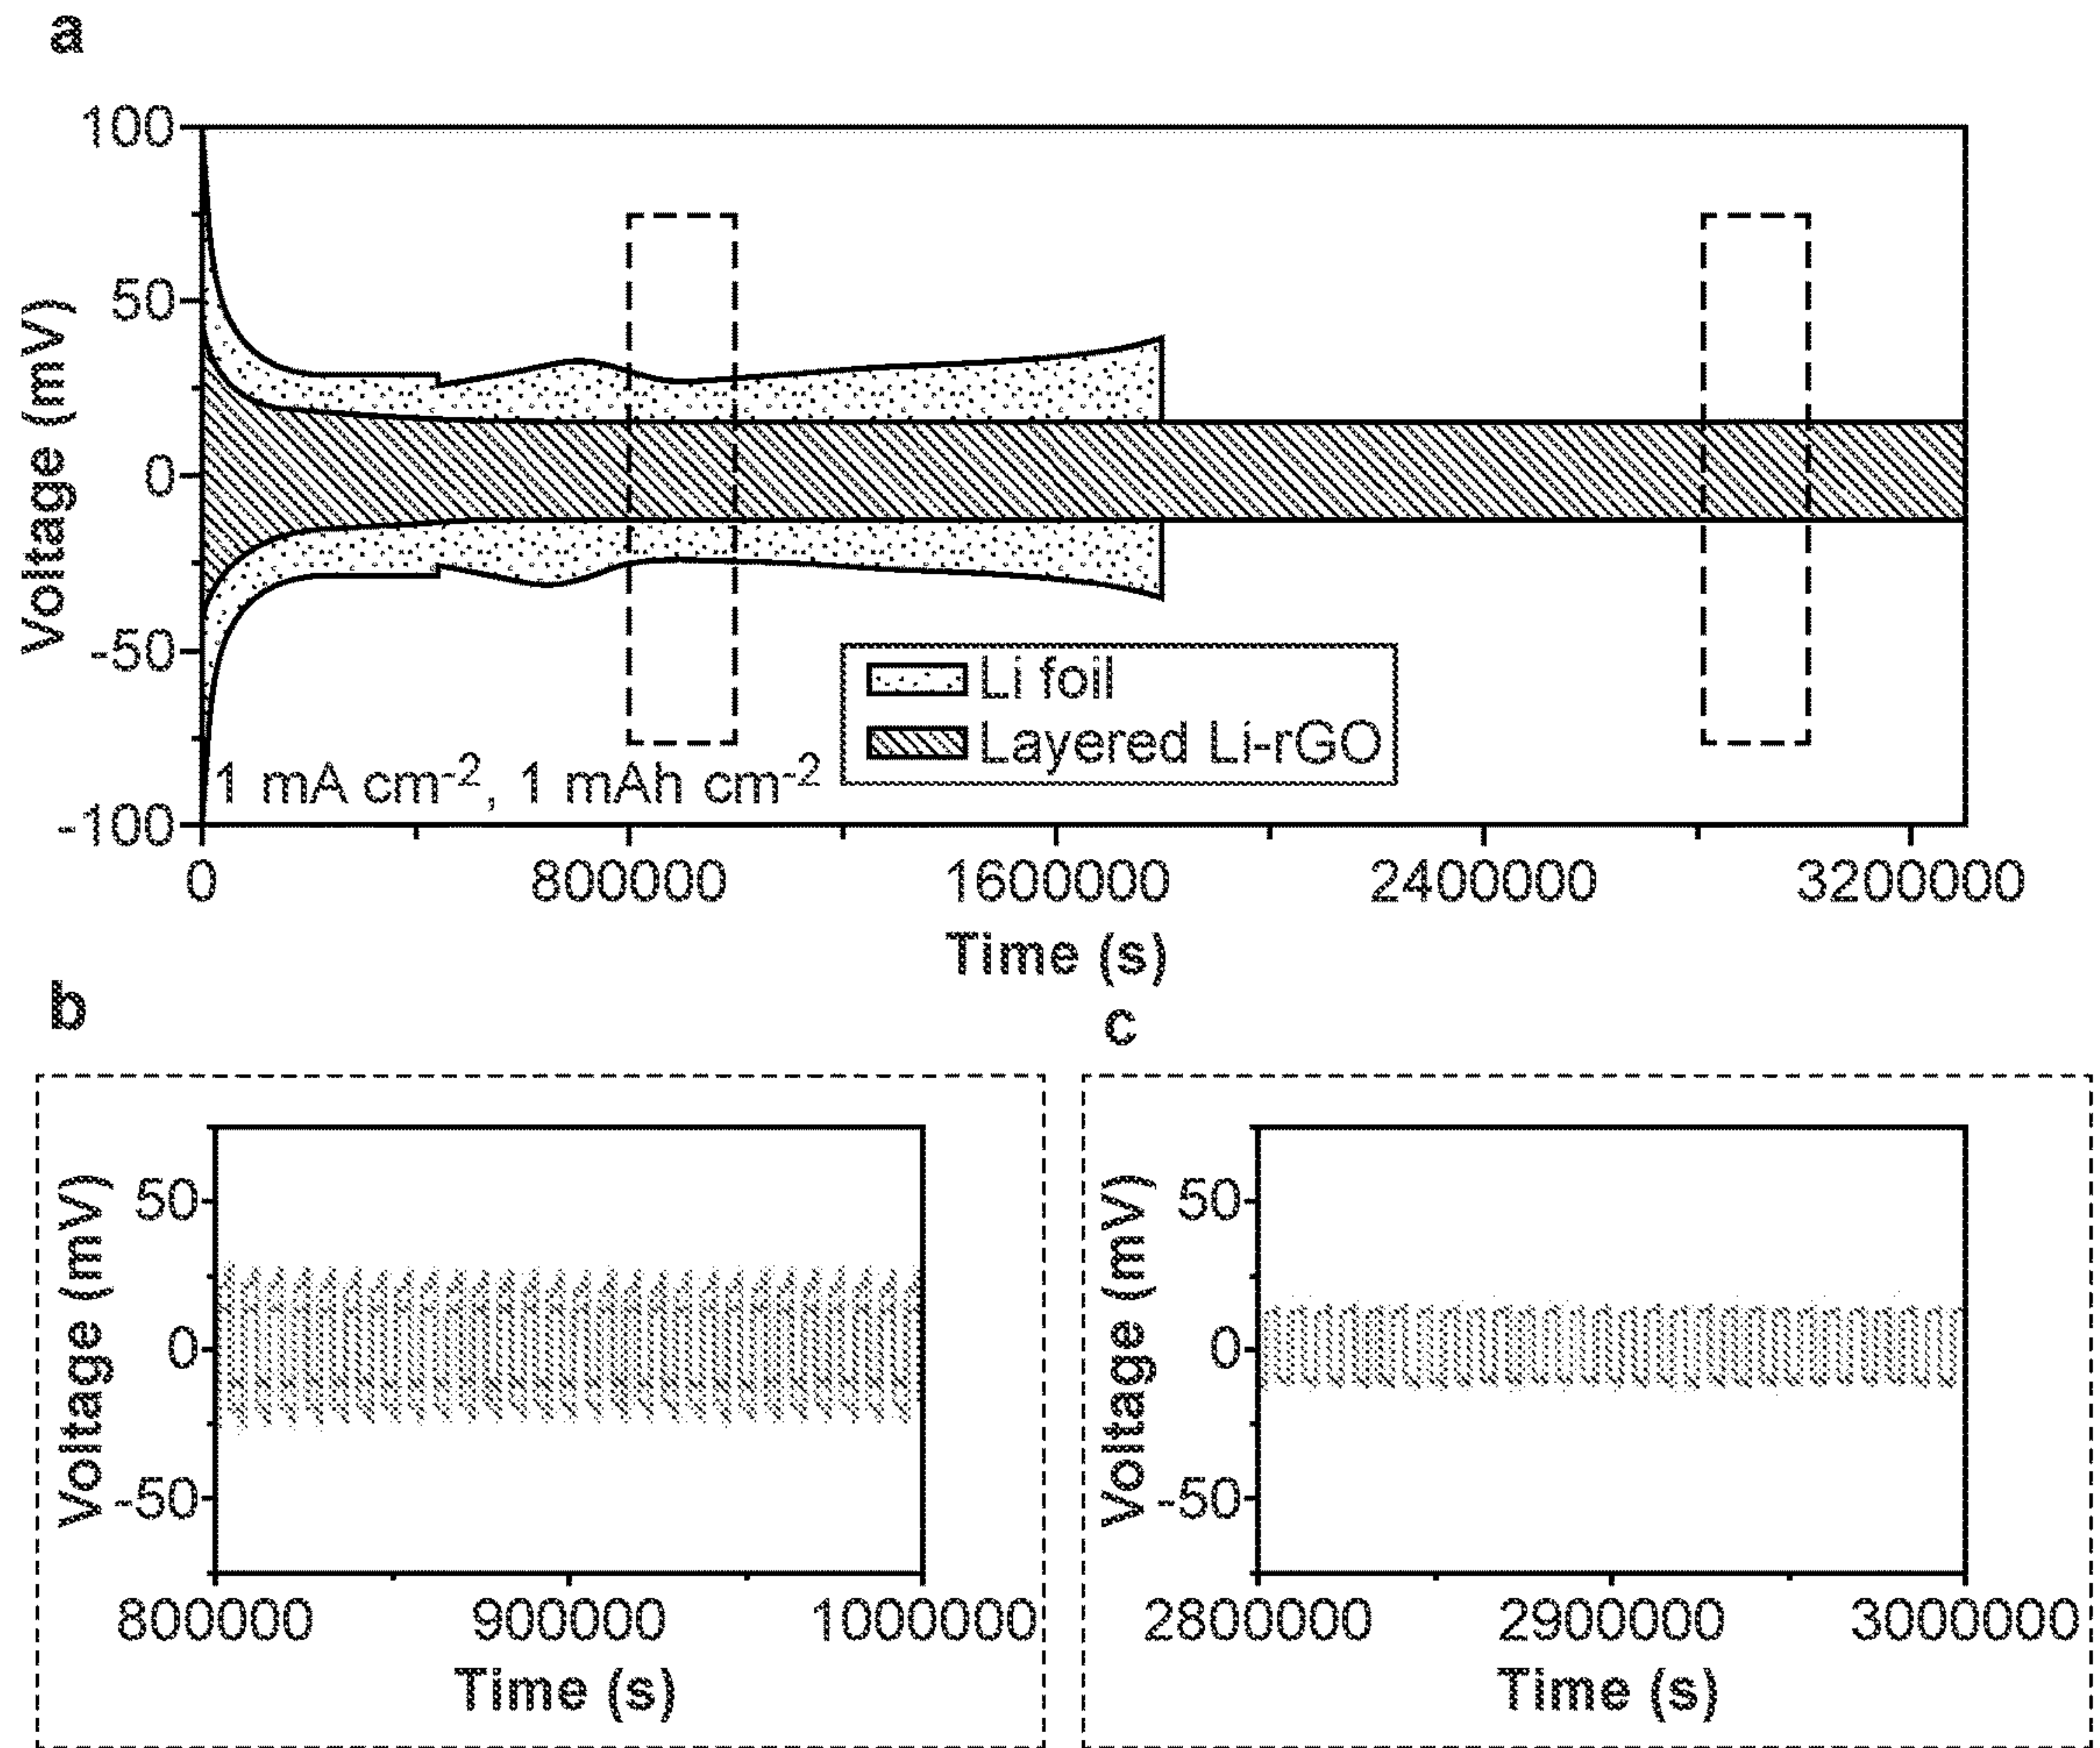 a
100
50
0
-50
-100
Voltage (mV)
Li foil
Layered Li-rGO
1 mA cm-2, 1 mAh cm-2
0 800000 1600000 2400000 3200000
Time (s)
b
50
0
-50
Voltage (mV)
800000 900000 1000000
Time (s)
c
50
0
-50
Voltage (mV)
2800000 2900000 3000000
Time (s)